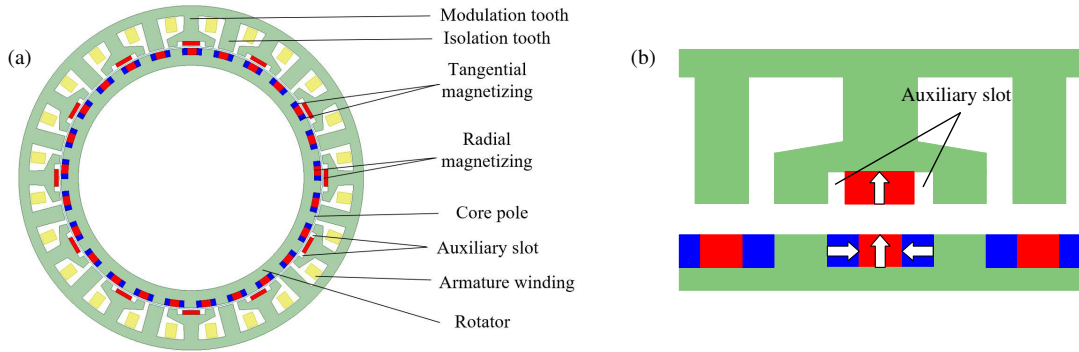 (a)
Modulation tooth
Isolation tooth
Tangential
magnetizing
Radial
magnetizing
Core pole
Auxiliary slot
Armature winding
Rotator
(b)
Auxiliary slot